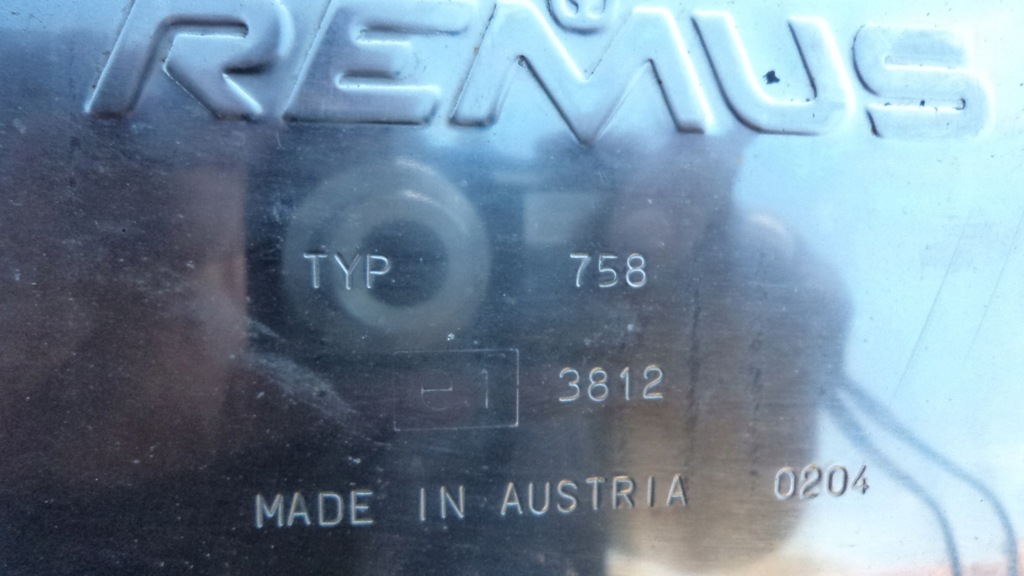 REMUS
TYP 758
3812
MADE IN AUSTRIA 0204